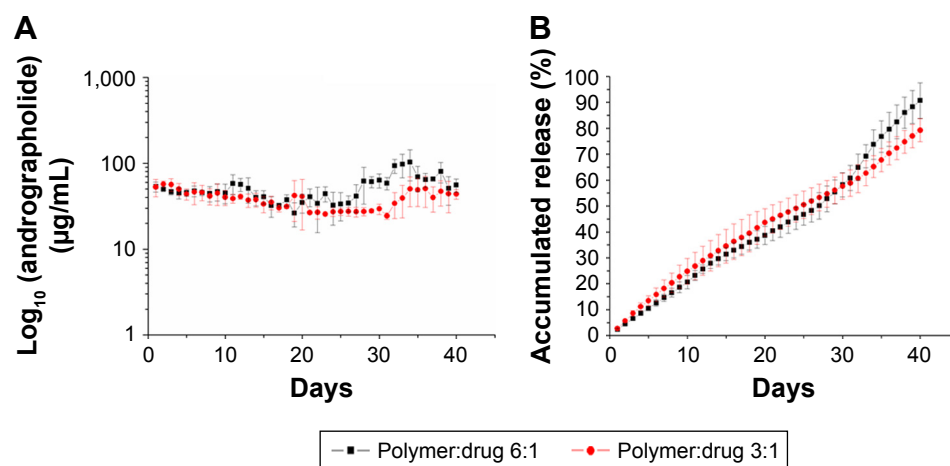 A
B
Log₁₀ (andrographolide)
(µg/mL)
1,000
100
10
1
0
10
20
30
40
Days
Accumulated release (%)
100
90
80
70
60
50
40
30
20
10
0
0
10
20
30
40
Days
Polymer:drug 6:1
Polymer:drug 3:1